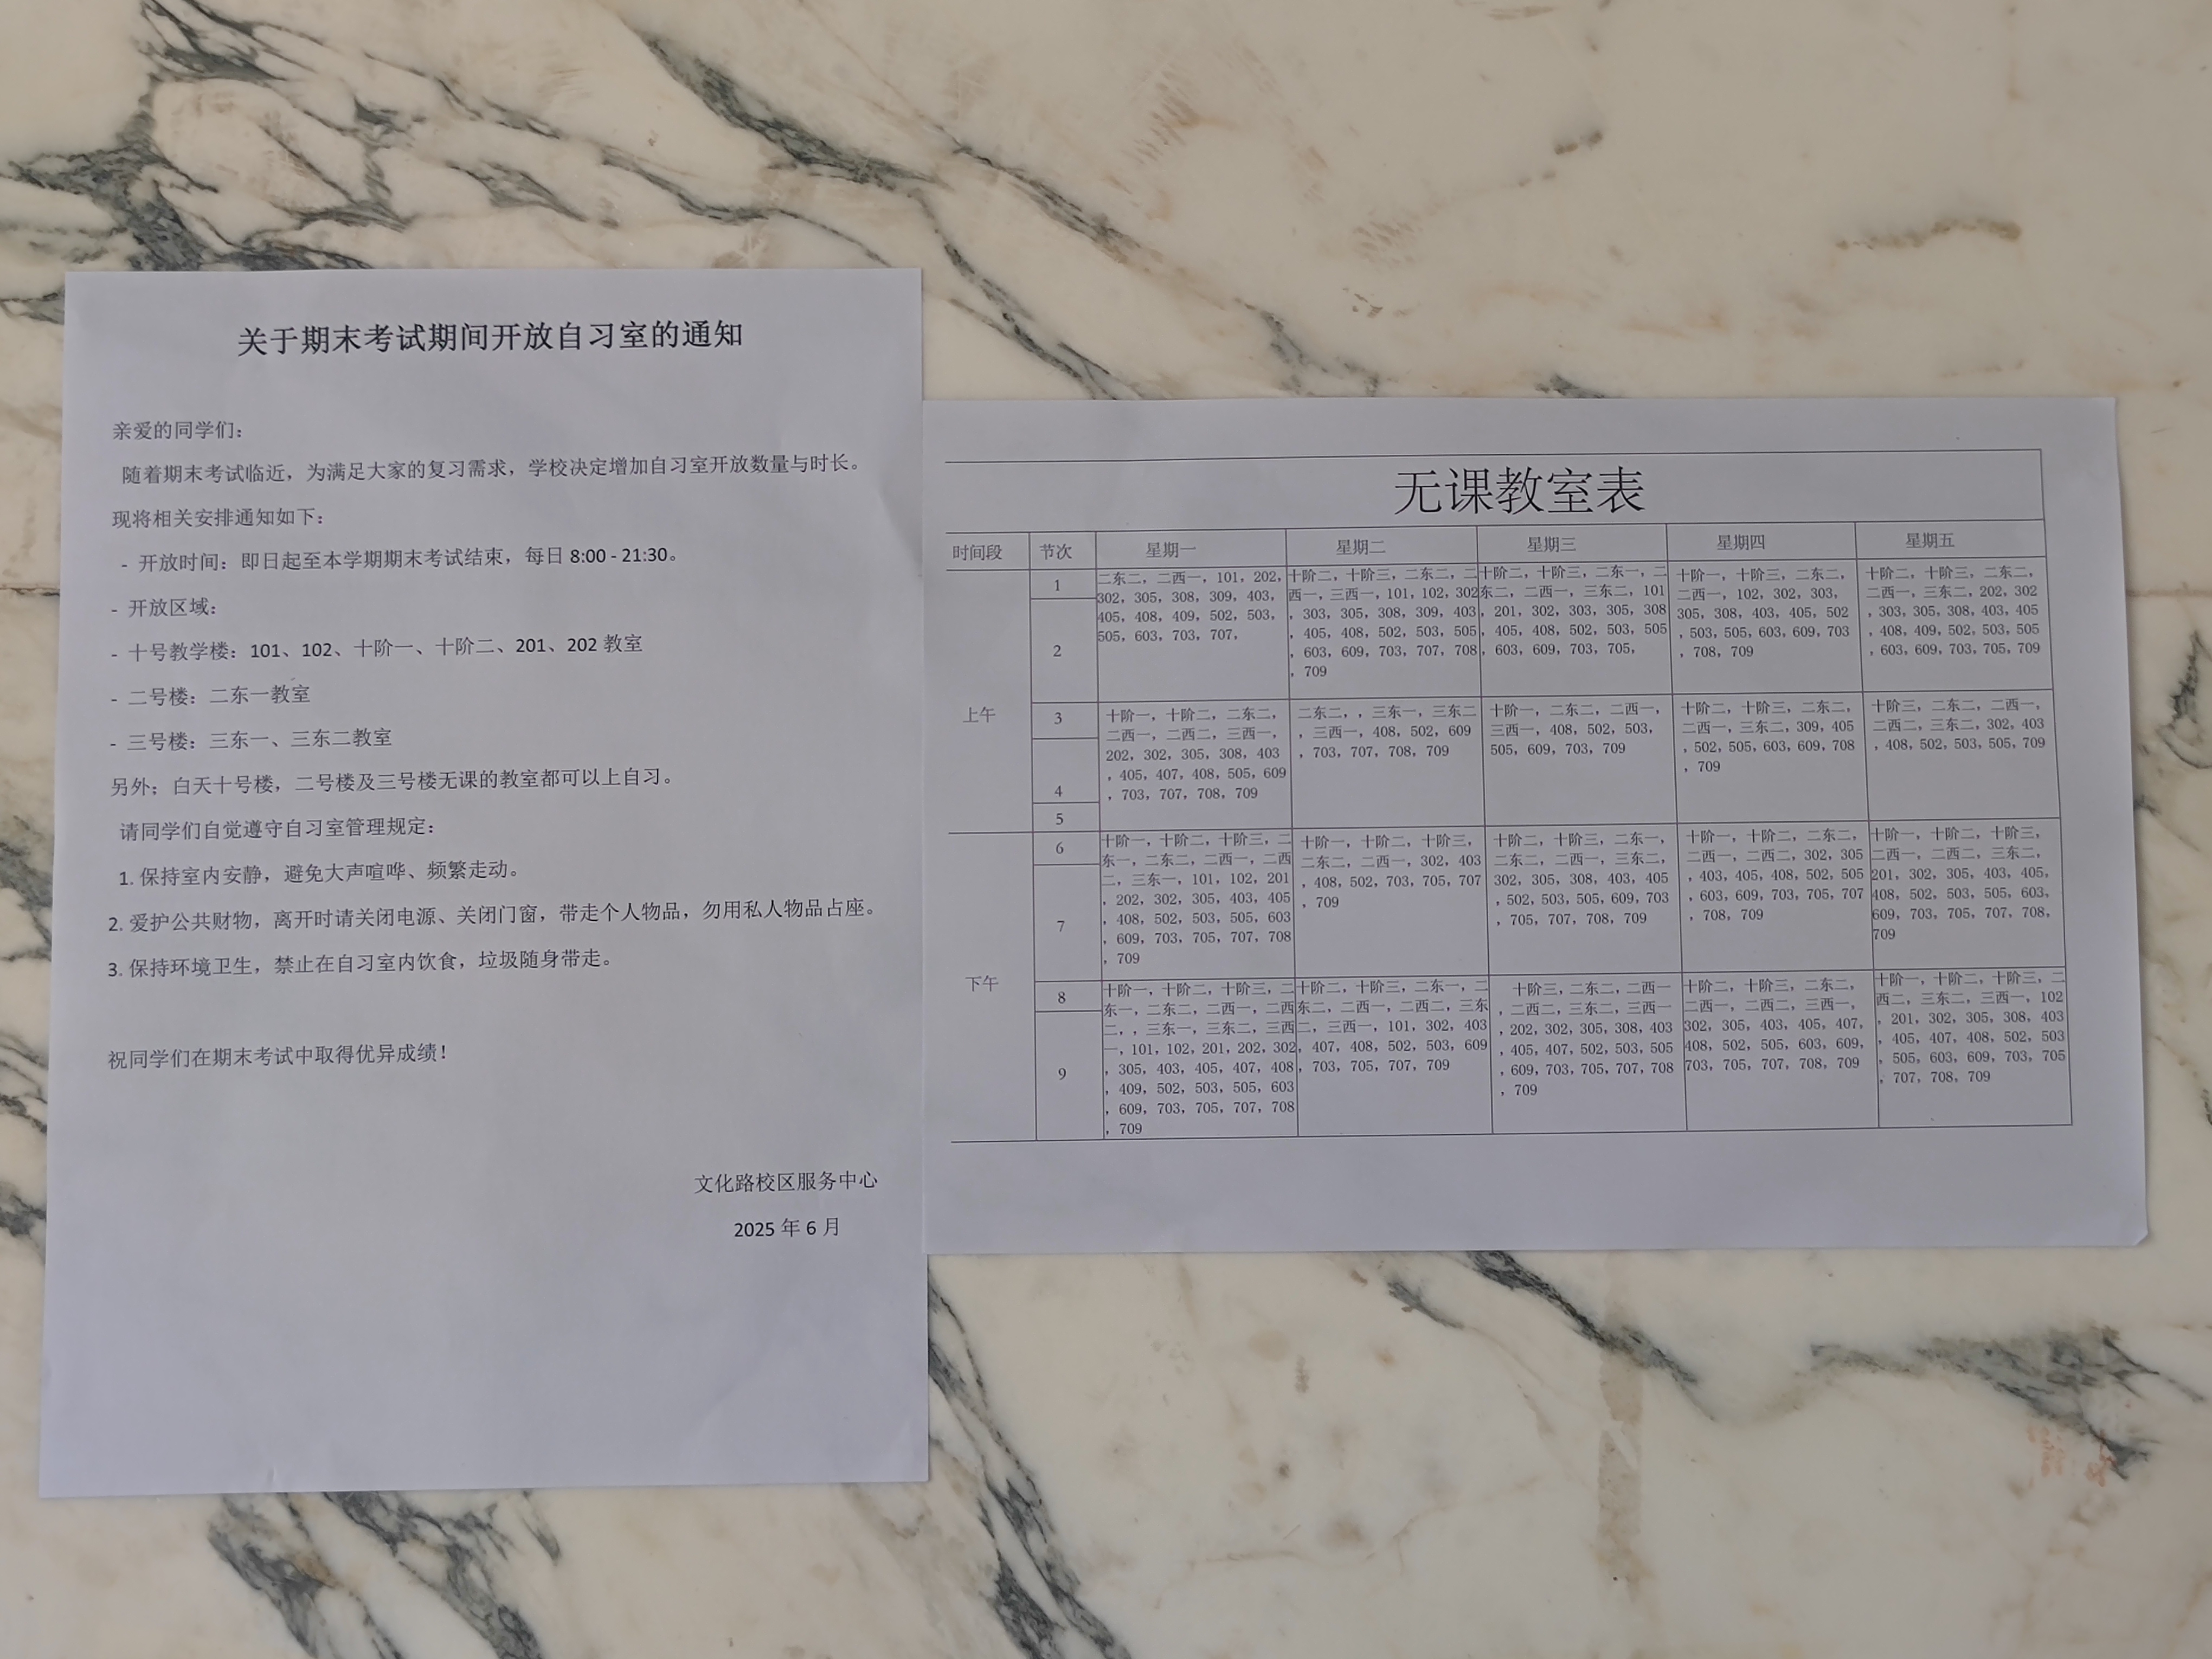 关于期末考试期间开放自习室的通知
亲爱的同学们：
随着期末考试临近，为满足大家的复习需求，学校决定增加自习室开放数量与时长。
现将相关安排通知如下：
- 开放时间：即日起至本学期期末考试结束，每日 8:00 - 21:30。
- 开放区域：
- 十号教学楼：101、102、十阶一、十阶二、201、202 教室
- 二号楼：二东一教室
- 三号楼：三东一、三东二教室
另外；白天十号楼，二号楼及三号楼无课的教室都可以上自习。
请同学们自觉遵守自习室管理规定：
1. 保持室内安静，避免大声喧哗、频繁走动。
2. 爱护公共财物，离开时请关闭电源、关闭门窗，带走个人物品，勿用私人物品占座。
3. 保持环境卫生，禁止在自习室内饮食，垃圾随身带走。
祝同学们在期末考试中取得优异成绩！
文化路校区服务中心
2025 年 6 月
无课教室表
时间段 节次 星期一 星期二 星期三 星期四 星期五
上午
1
2
二东二，二西一，101，202，
302，305，308，309，403，
405，408，409，502，503，
505，603，703，707，
十阶二，十阶三，二东二，二
西一，三西一，101，102，302
，303，305，308，309，403
，405，408，502，503，505
，603，609，703，707，708
，709
十阶二，十阶三，二东一，二
东二，二西一，三东二，101
，201，302，303，305，308
，405，408，502，503，505
，603，609，703，705，
十阶一，十阶三，二东二，
二西一，102，302，303，
305，308，403，405，502
，503，505，603，609，703
，708，709
十阶二，十阶三，二东二，
二西一，三东二，202，302
，303，305，308，403，405
，408，409，502，503，505
，603，609，703，705，709
3
4
5
十阶一，十阶二，二东二，
二西一，二西二，三西一，
202，302，305，308，403
，405，407，408，505，609
，703，707，708，709
二东二，，三东一，三东二
，三西一，408，502，609
，703，707，708，709
十阶一，二东二，二西一，
三西一，408，502，503，
505，609，703，709
十阶二，十阶三，二东二，
二西一，三东二，309，405
，502，505，603，609，708
，709
十阶三，二东二，二西一，
二西二，三东二，302，403
，408，502，503，505，709
下午
6
7
十阶一，十阶二，十阶三，二
东一，二东二，二西一，二西
二，三东一，101，102，201
，202，302，305，403，405
，408，502，503，505，603
，609，703，705，707，708
，709
十阶一，十阶二，十阶三，
二东二，二西一，302，403
，408，502，703，705，707
，709
十阶二，十阶三，二东一，
二东二，二西一，三东二，
302，305，308，403，405
，502，503，505，609，703
，705，707，708，709
十阶一，十阶二，二东二，
二西一，二西二，302，305
，403，405，408，502，505
，603，609，703，705，707
，708，709
十阶一，十阶二，十阶三，
二西一，二西二，三东二，
201，302，305，403，405，
408，502，503，505，603，
609，703，705，707，708，
709
8
9
十阶一，十阶二，十阶三，二
东一，二东二，二西一，二西
二，，三东一，三东二，三西
一，101，102，201，202，302
，305，403，405，407，408
，409，502，503，505，603
，609，703，705，707，708
，709
十阶二，十阶三，二东一，二
东二，二西一，二西二，三东
二，三西一，101，302，403
，407，408，502，503，609
，703，705，707，709
十阶三，二东二，二西一
，二西二，三东二，三西一
，202，302，305，308，403
，405，407，502，503，505
，609，703，705，707，708
，709
十阶二，十阶三，二东二，
二西一，二西二，三西一，
302，305，403，405，407，
408，502，505，603，609，
703，705，707，708，709
十阶一，十阶二，十阶三，二
西二，三东二，三西一，102
，201，302，305，308，403
，405，407，408，502，503
，505，603，609，703，705
，707，708，709